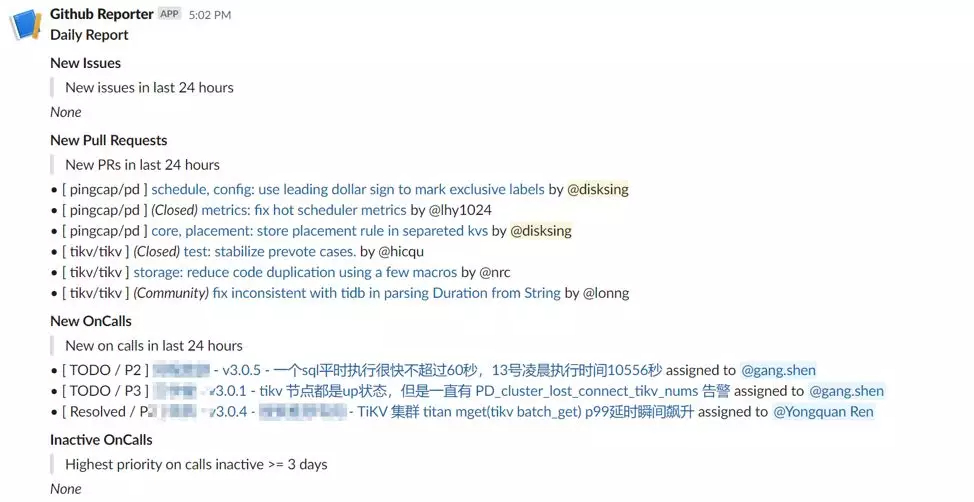 Github Reporter APP 5:02 PM
Daily Report
New Issues
New issues in last 24 hours
None
New Pull Requests
New PRs in last 24 hours
• [ pingcap/pd ] schedule, config: use leading dollar sign to mark exclusive labels by @disksing
• [ pingcap/pd ] (Closed) metrics: fix hot scheduler metrics by @lhy1024
• [ pingcap/pd ] core, placement: store placement rule in separeted kvs by @disksing
• [ tikv/tikv ] (Closed) test: stabilize prevote cases. by @hicqu
• [ tikv/tikv ] storage: reduce code duplication using a few macros by @nrc
• [ tikv/tikv ] (Community) fix inconsistent with tidb in parsing Duration from String by @lonng
New OnCalls
New on calls in last 24 hours
• [ TODO / P2 ] - v3.0.5 - 一个sql平时执行很快不超过60秒，13号凌晨执行时间10556秒 assigned to @gang.shen
• [ TODO / P3 ] v3.0.1 - tikv 节点都是up状态，但是一直有 PD_cluster_lost_connect_tikv_nums 告警 assigned to @gang.shen
• [ Resolved / v3.0.4 - - TiKV 集群 titan mget(tikv batch_get) p99延时瞬间飙升 assigned to @Yongquan Ren
Inactive OnCalls
Highest priority on calls inactive >= 3 days
None